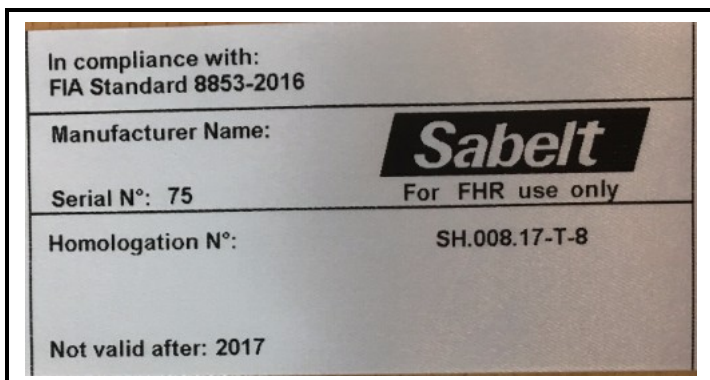 In compliance with:
FIA Standard 8853-2016
Manufacturer Name:
Sabelt
Serial N°: 75
For FHR use only
Homologation N°:
SH.008.17-T-8
Not valid after: 2017